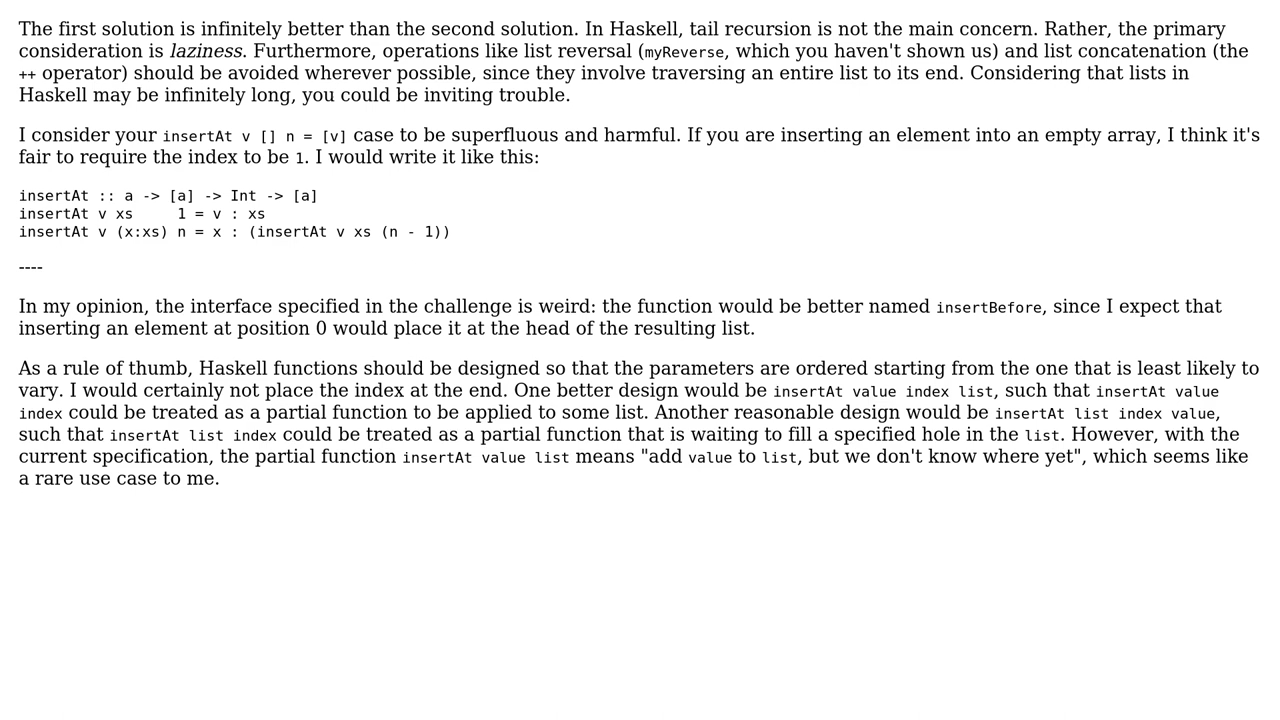 The first solution is infinitely better than the second solution. In Haskell, tail recursion is not the main concern. Rather, the primary
consideration is laziness. Furthermore, operations like list reversal (myReverse, which you haven't shown us) and list concatenation (the
++ operator) should be avoided wherever possible, since they involve traversing an entire list to its end. Considering that lists in
Haskell may be infinitely long, you could be inviting trouble.
I consider your insertAt v [] n = [v] case to be superfluous and harmful. If you are inserting an element into an empty array, I think it's
fair to require the index to be 1. I would write it like this:
insertAt :: a -> [a] -> Int -> [a]
insertAt v xs     1 = v : xs
insertAt v (x:xs) n = x : (insertAt v xs (n - 1))
----
In my opinion, the interface specified in the challenge is weird: the function would be better named insertBefore, since I expect that
inserting an element at position 0 would place it at the head of the resulting list.
As a rule of thumb, Haskell functions should be designed so that the parameters are ordered starting from the one that is least likely to
vary. I would certainly not place the index at the end. One better design would be insertAt value index list, such that insertAt value
index could be treated as a partial function to be applied to some list. Another reasonable design would be insertAt list index value,
such that insertAt list index could be treated as a partial function that is waiting to fill a specified hole in the list. However, with the
current specification, the partial function insertAt value list means "add value to list, but we don't know where yet", which seems like
a rare use case to me.